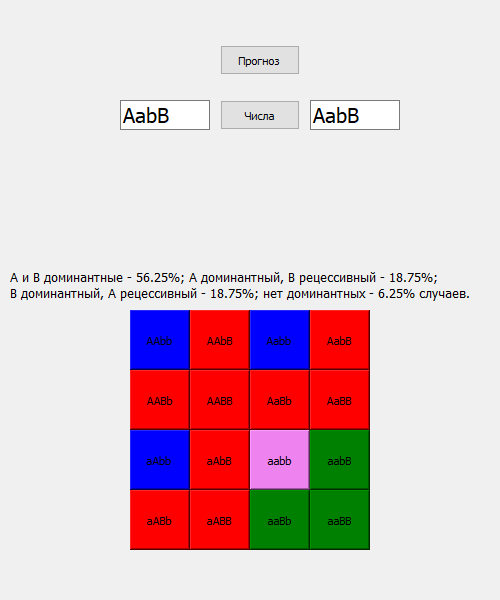 Прогноз
AabB Числа AabB
А и В доминантные - 56.25%; А доминантный, В рецессивный - 18.75%;
В доминантный, А рецессивный - 18.75%; нет доминантных - 6.25% случаев.
AAbb AAbB Aabb AabB
AABb AABB AaBb AaBB
aAbb aAbB aabb aabB
aABb aABB aaBb aaBB